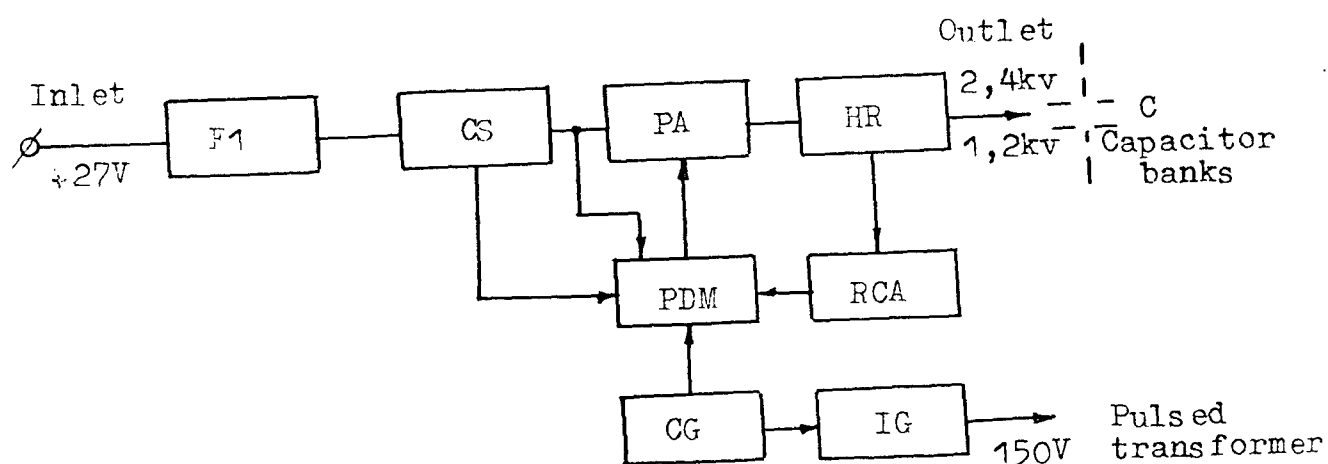 Outlet
Inlet
F1
CS
PA
HR
2,4kv
1,2kv
C
Capacitor
banks
+27V
PDM
RCA
CG
IG
150V
Pulsed
transformer